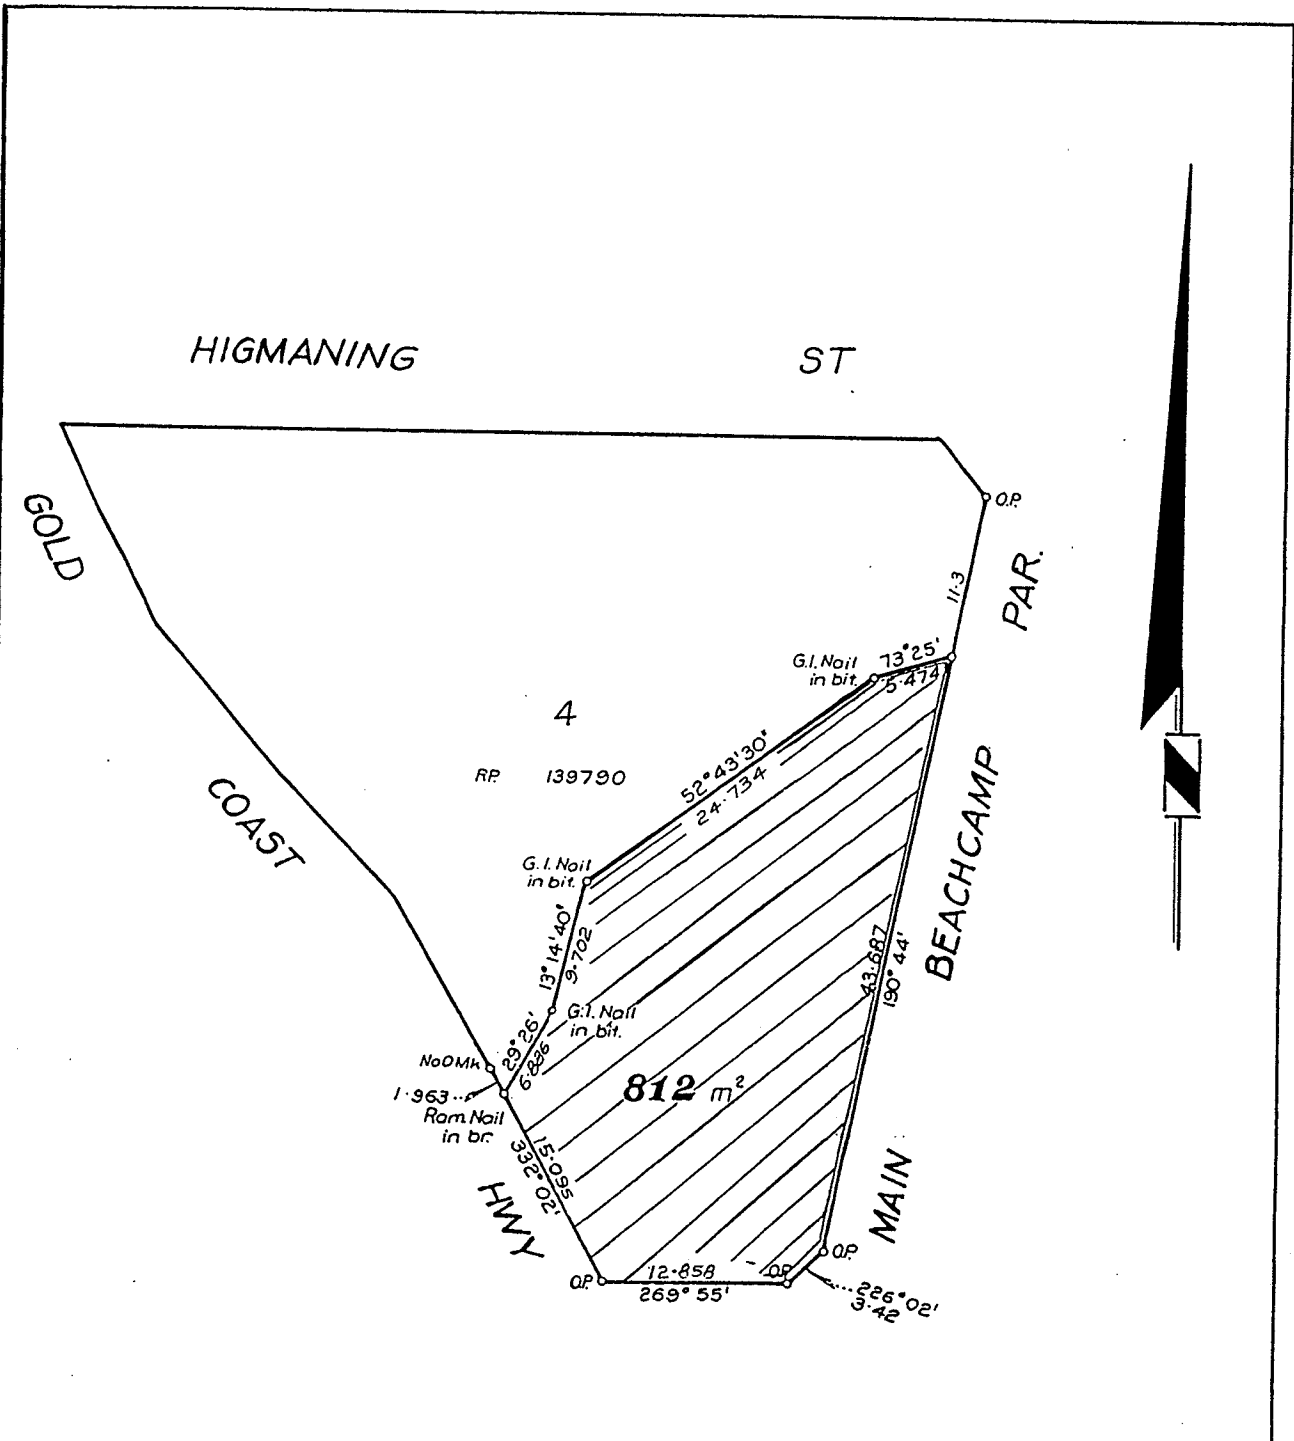 HIGMANING ST
GOLD
O.P.
11·3
PAR.
73°25'
G.I. Nail
in bit.
5·474
4
RP. 139790
52°43'30"
24·734
COAST
BEACHCAMP
G.I. Nail
in bit.
13°14'40"
9·702
43·687
190°44'
G.I. Nail
in bit.
29°26'
6·836
No O Mk
1·963
Ram. Nail
in br.
812 m²
15·095
332°02'
HWY
MAIN
O.P.
O.P.
O.P.
12·858
269°55'
226°02'
3·42